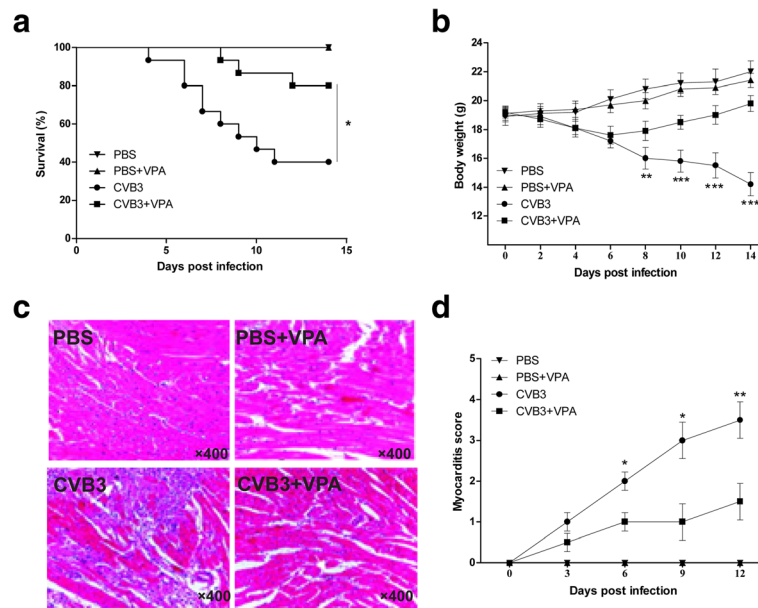 a
100
80
60
40
20
0
Survival (%)
PBS
PBS+VPA
CVB3
CVB3+VPA
*
5
10
15
Days post infection
b
22
20
18
16
14
12
10
Body weight (g)
PBS
PBS+VPA
CVB3
CVB3+VPA
**
***
***
***
0
2
4
6
8
10
12
14
Days post infection
c
PBS
×400
PBS+VPA
×400
CVB3
×400
CVB3+VPA
×400
d
5
4
3
2
1
0
Myocarditis score
PBS
PBS+VPA
CVB3
CVB3+VPA
*
*
**
0
3
6
9
12
Days post infection